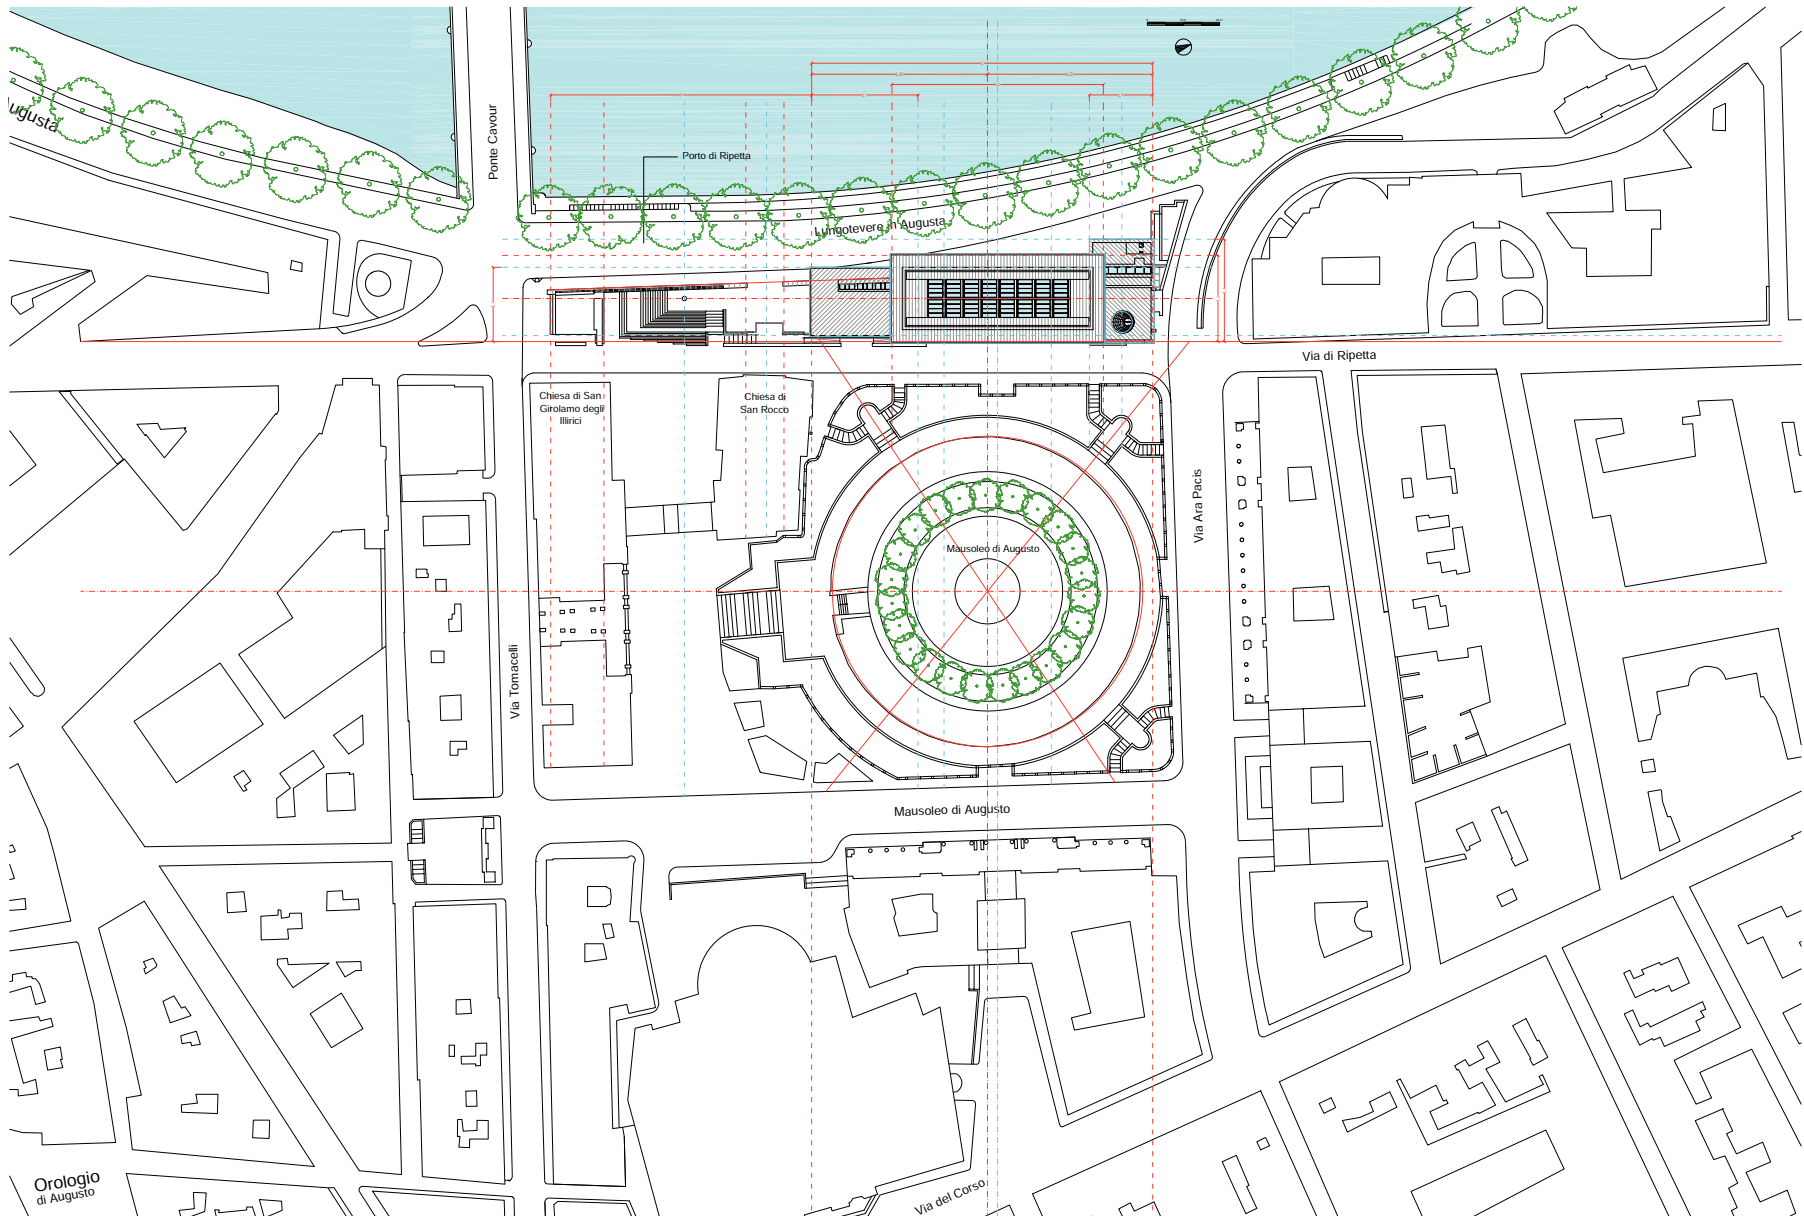 ugusta
Ponte Cavour
Porto di Ripetta
Lungotevere in Augusta
Via di Ripetta
Chiesa di San
Girolamo degli
Illirici
Chiesa di
San Rocco
Via Ara Pacis
Mausoleo di Augusto
Via Tomacelli
Mausoleo di Augusto
Orologio
di Augusto
Via del Corso